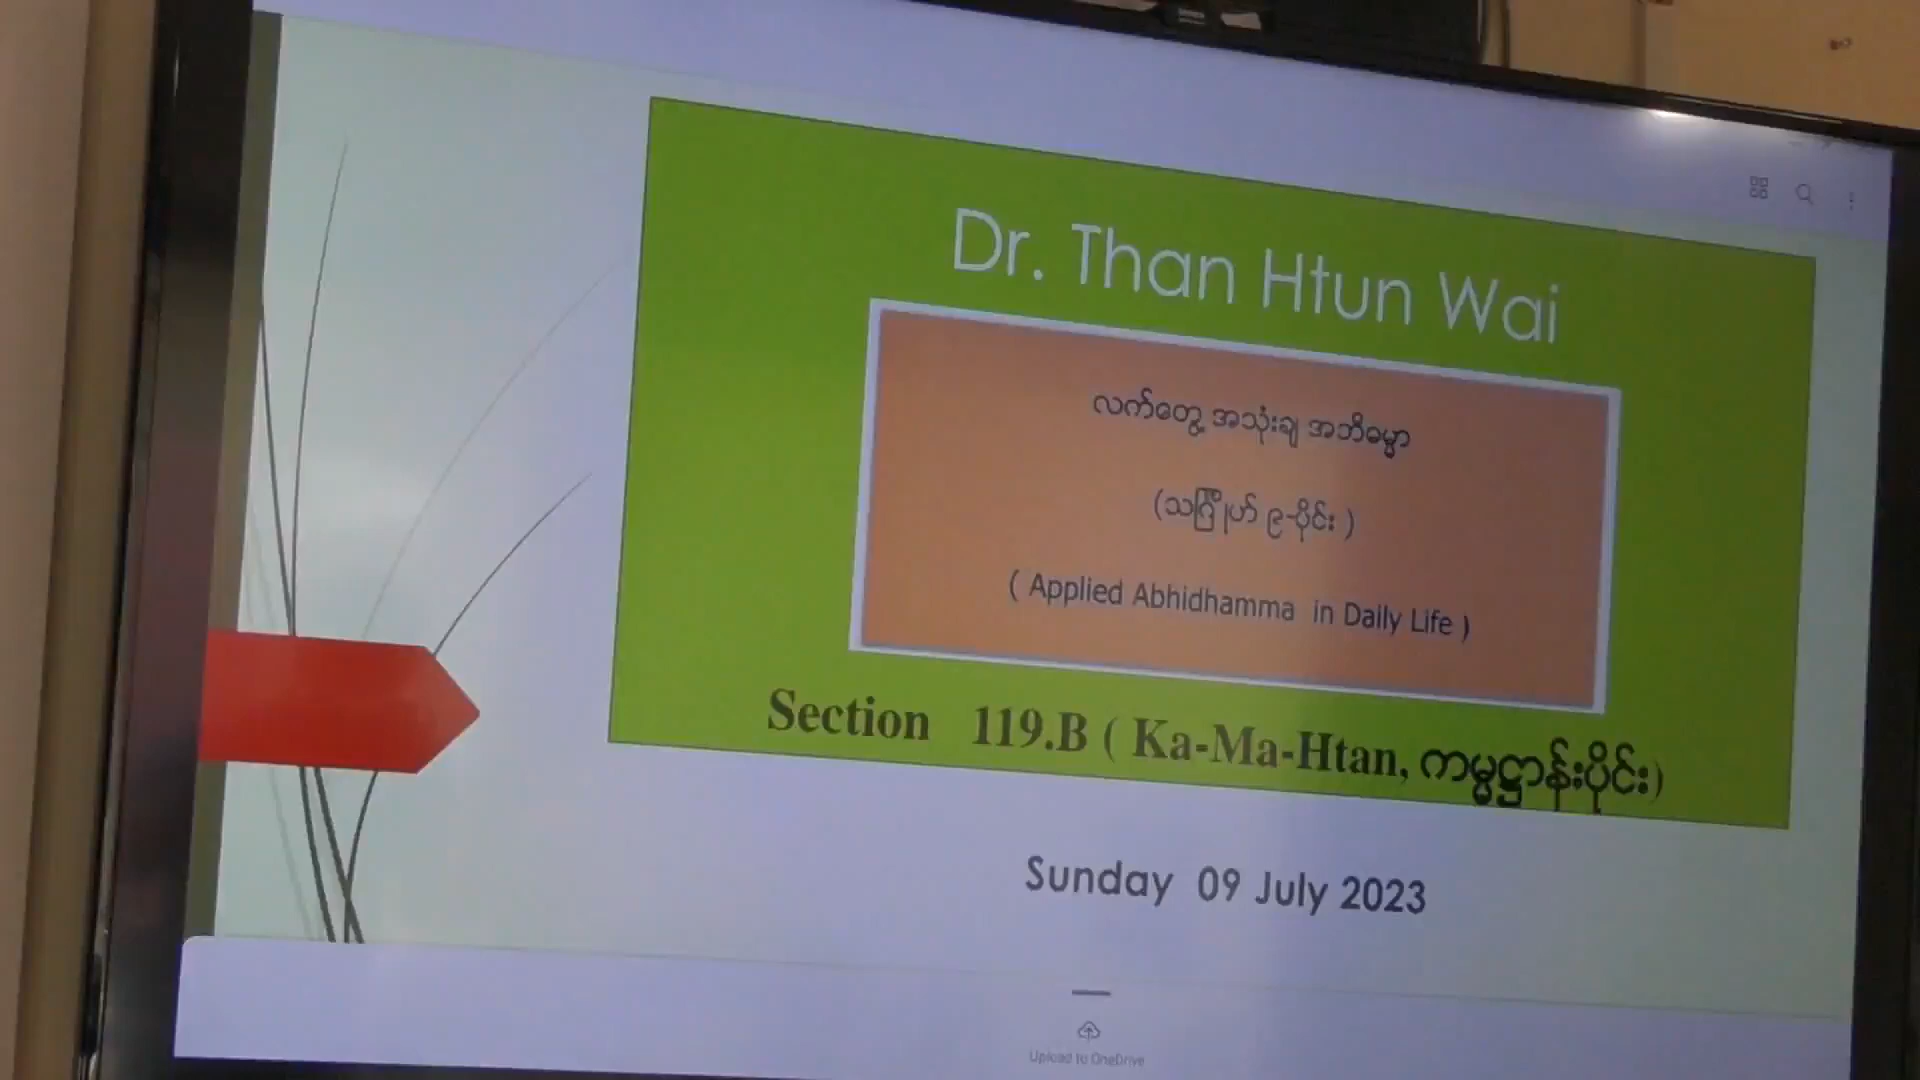 Dr. Than Htun Wai
လက်တွေ့ အသုံးချ အဘိဓမ္မာ
(သင်္ဂြိုဟ် ၉-ပိုင်း )
( Applied Abhidhamma in Daily Life )
Section 119.B ( Ka-Ma-Htan, ကမ္မဋ္ဌာန်းပိုင်း)
Sunday 09 July 2023
Upload to OneDrive